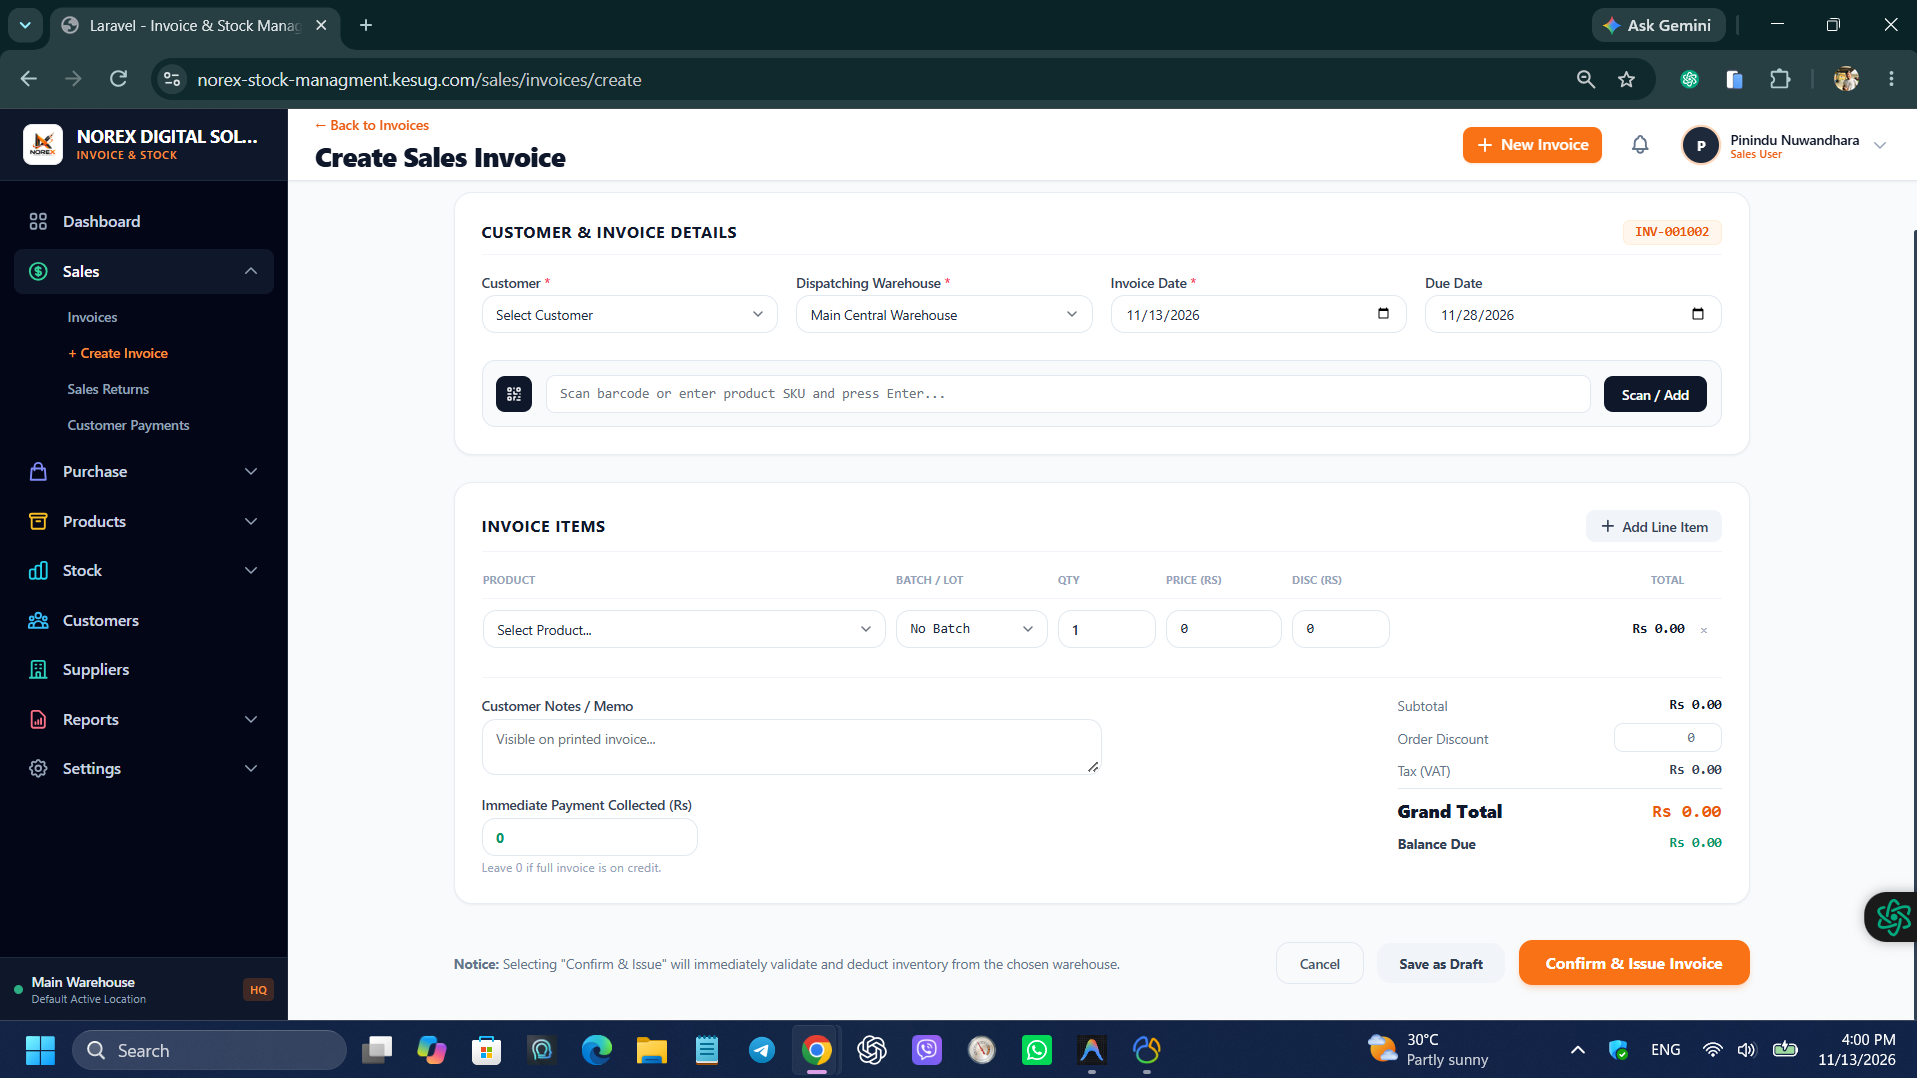 Laravel - Invoice & Stock Manag
Ask Gemini
norex-stock-managment.kesug.com/sales/invoices/create
NOREX DIGITAL SOL...
INVOICE & STOCK
NOREX
← Back to Invoices
Create Sales Invoice
+ New Invoice
P
Pinindu Nuwandhara
Sales User
Dashboard
Sales
Invoices
+ Create Invoice
Sales Returns
Customer Payments
Purchase
Products
Stock
Customers
Suppliers
Reports
Settings
Main Warehouse
Default Active Location
HQ
CUSTOMER & INVOICE DETAILS
INV-001002
Customer * Dispatching Warehouse * Invoice Date * Due Date
Select Customer Main Central Warehouse 11/13/2026 11/28/2026
Scan barcode or enter product SKU and press Enter...
Scan / Add
INVOICE ITEMS
+ Add Line Item
PRODUCT BATCH / LOT QTY PRICE (RS) DISC (RS) TOTAL
Select Product... No Batch 1 0 0 Rs 0.00 ×
Customer Notes / Memo
Visible on printed invoice...
Immediate Payment Collected (Rs)
0
Leave 0 if full invoice is on credit.
Subtotal Rs 0.00
Order Discount 0
Tax (VAT) Rs 0.00
Grand Total Rs 0.00
Balance Due Rs 0.00
Notice: Selecting "Confirm & Issue" will immediately validate and deduct inventory from the chosen warehouse.
Cancel
Save as Draft
Confirm & Issue Invoice
Search
30°C
Partly sunny
ENG
4:00 PM
11/13/2026